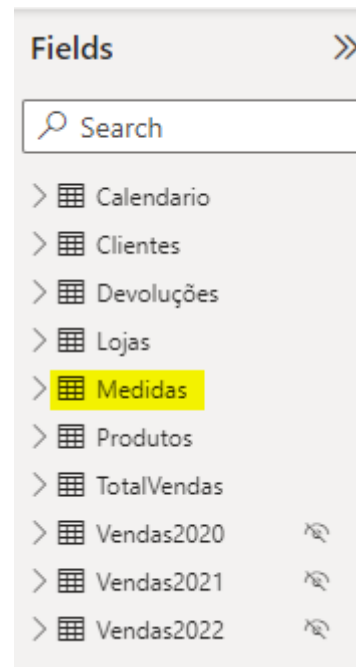 Fields
Search
Calendario
Clientes
Devoluções
Lojas
Medidas
Produtos
TotalVendas
Vendas2020
Vendas2021
Vendas2022